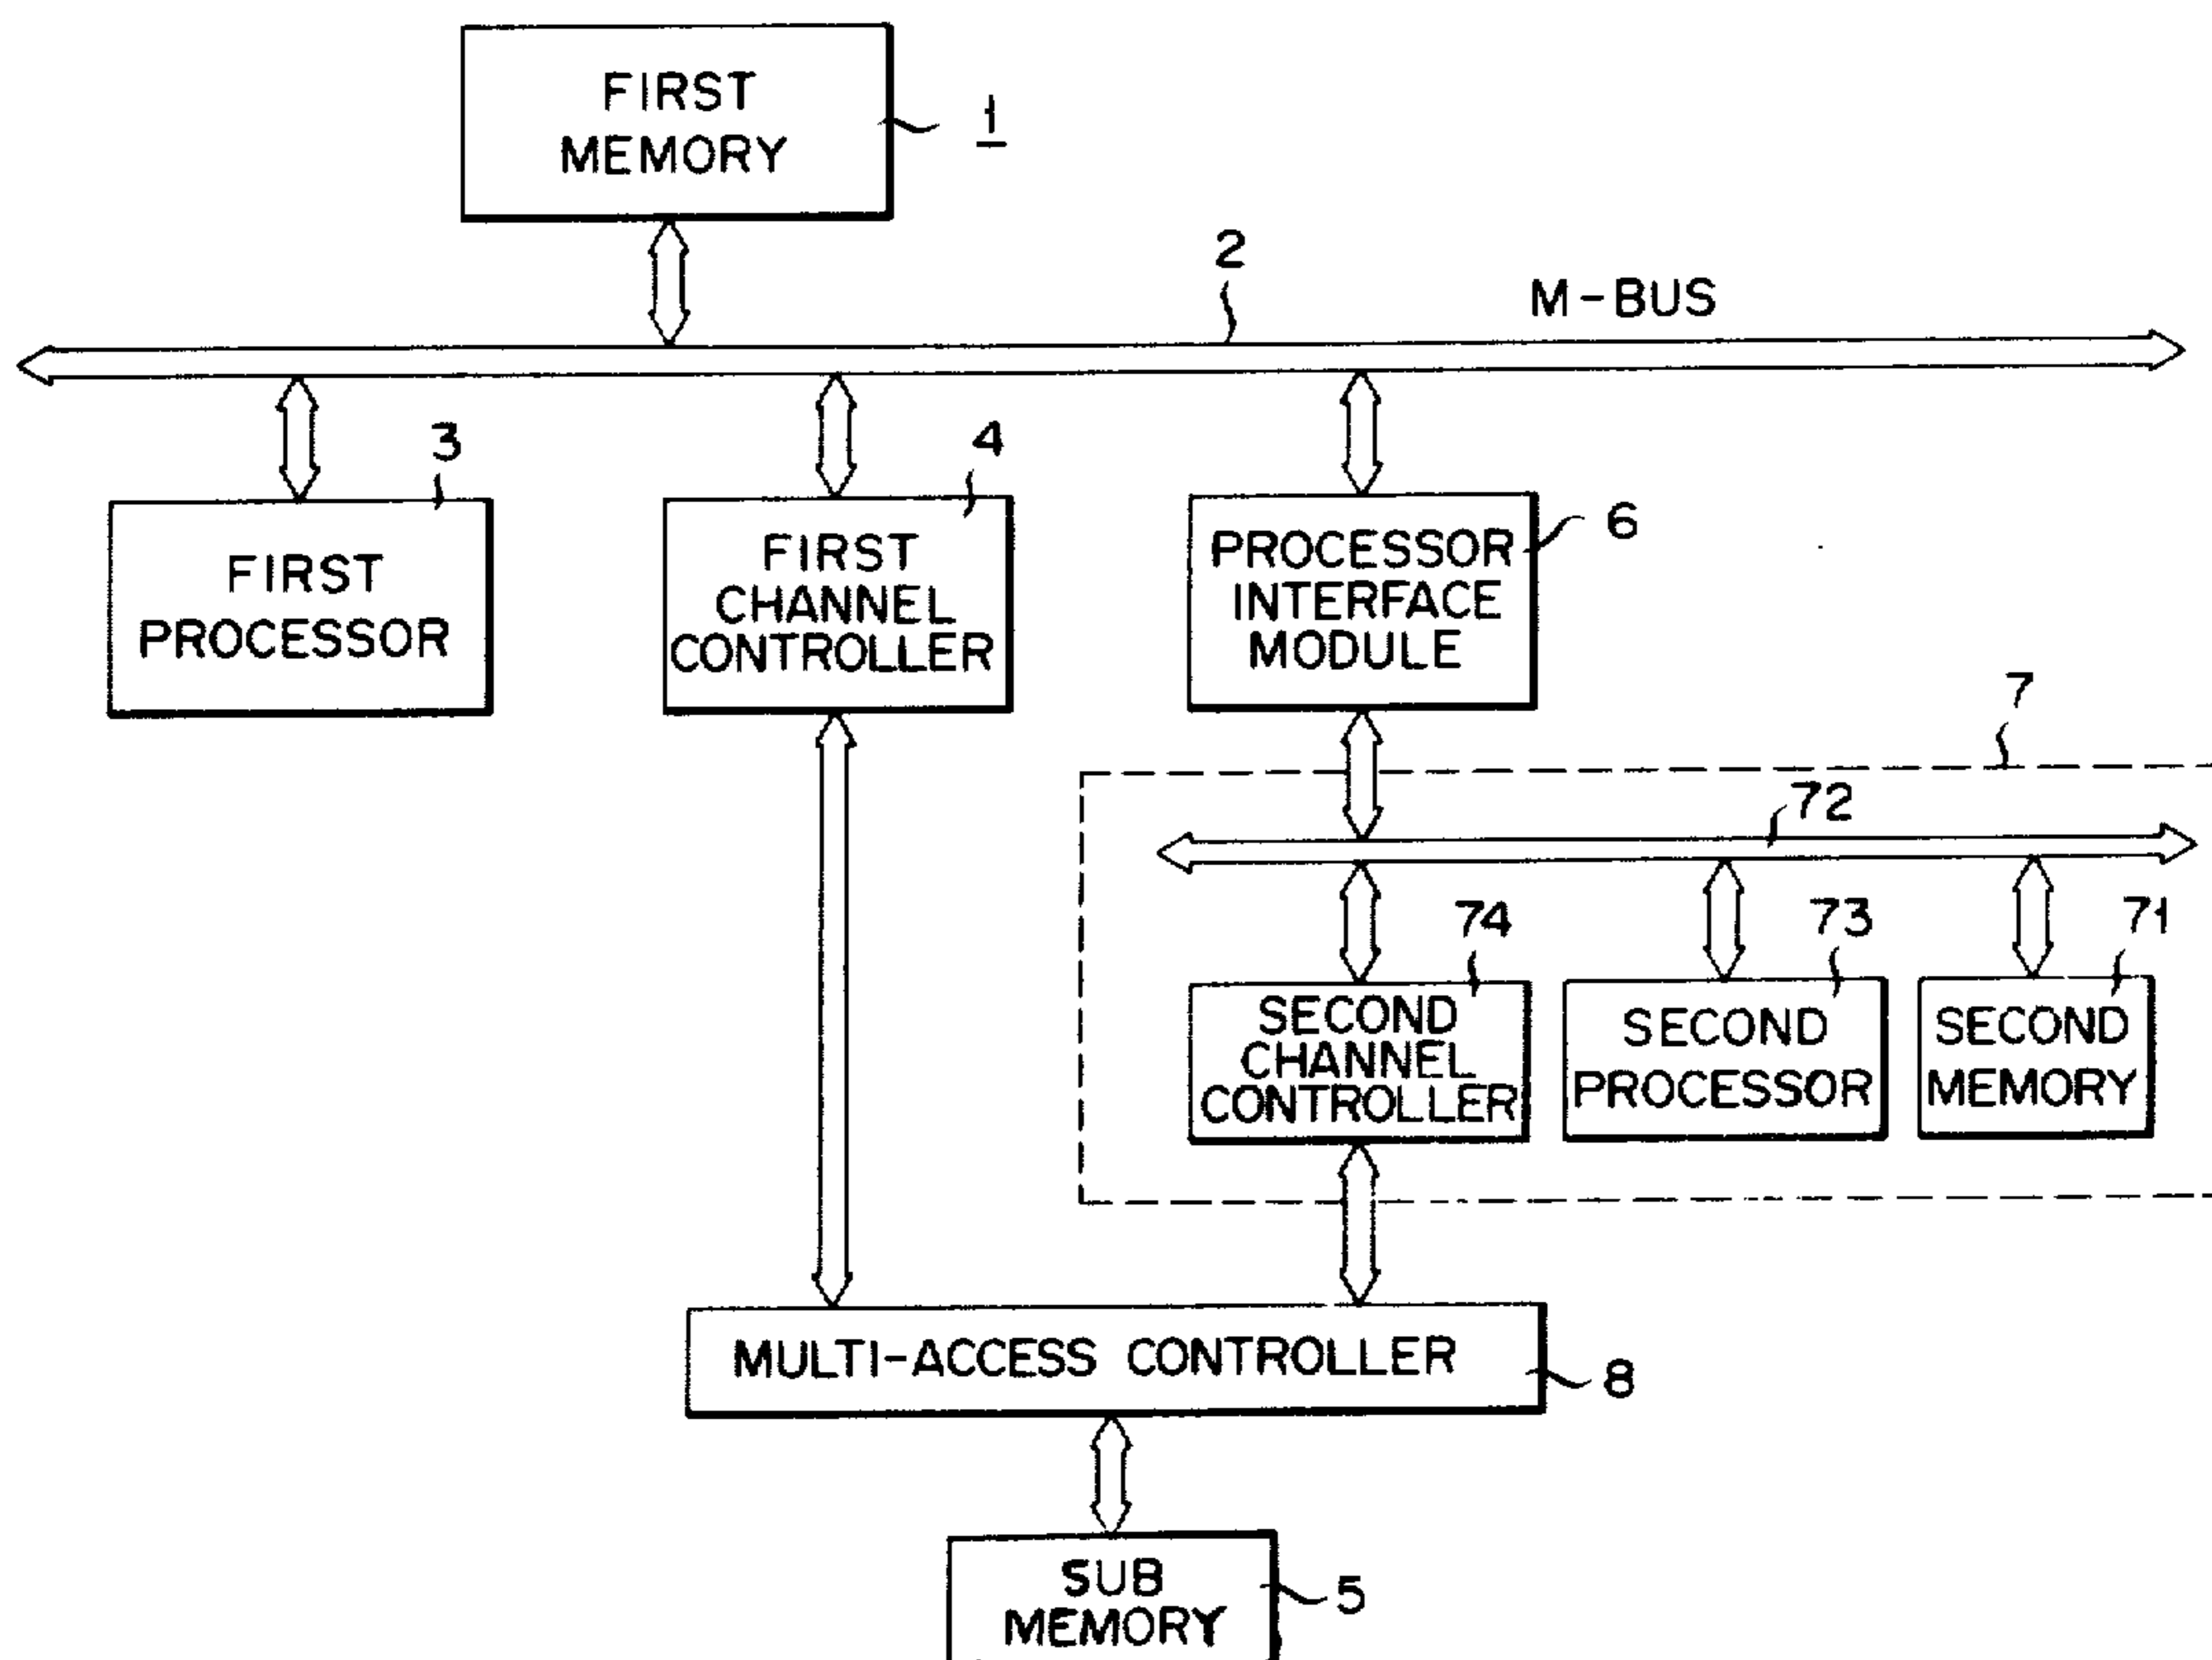 FIRST
MEMORY
1
2
M-BUS
3
4
6
FIRST
PROCESSOR
FIRST
CHANNEL
CONTROLLER
PROCESSOR
INTERFACE
MODULE
7
72
74
73
71
SECOND
CHANNEL
CONTROLLER
SECOND
PROCESSOR
SECOND
MEMORY
MULTI-ACCESS CONTROLLER
8
SUB
MEMORY
5